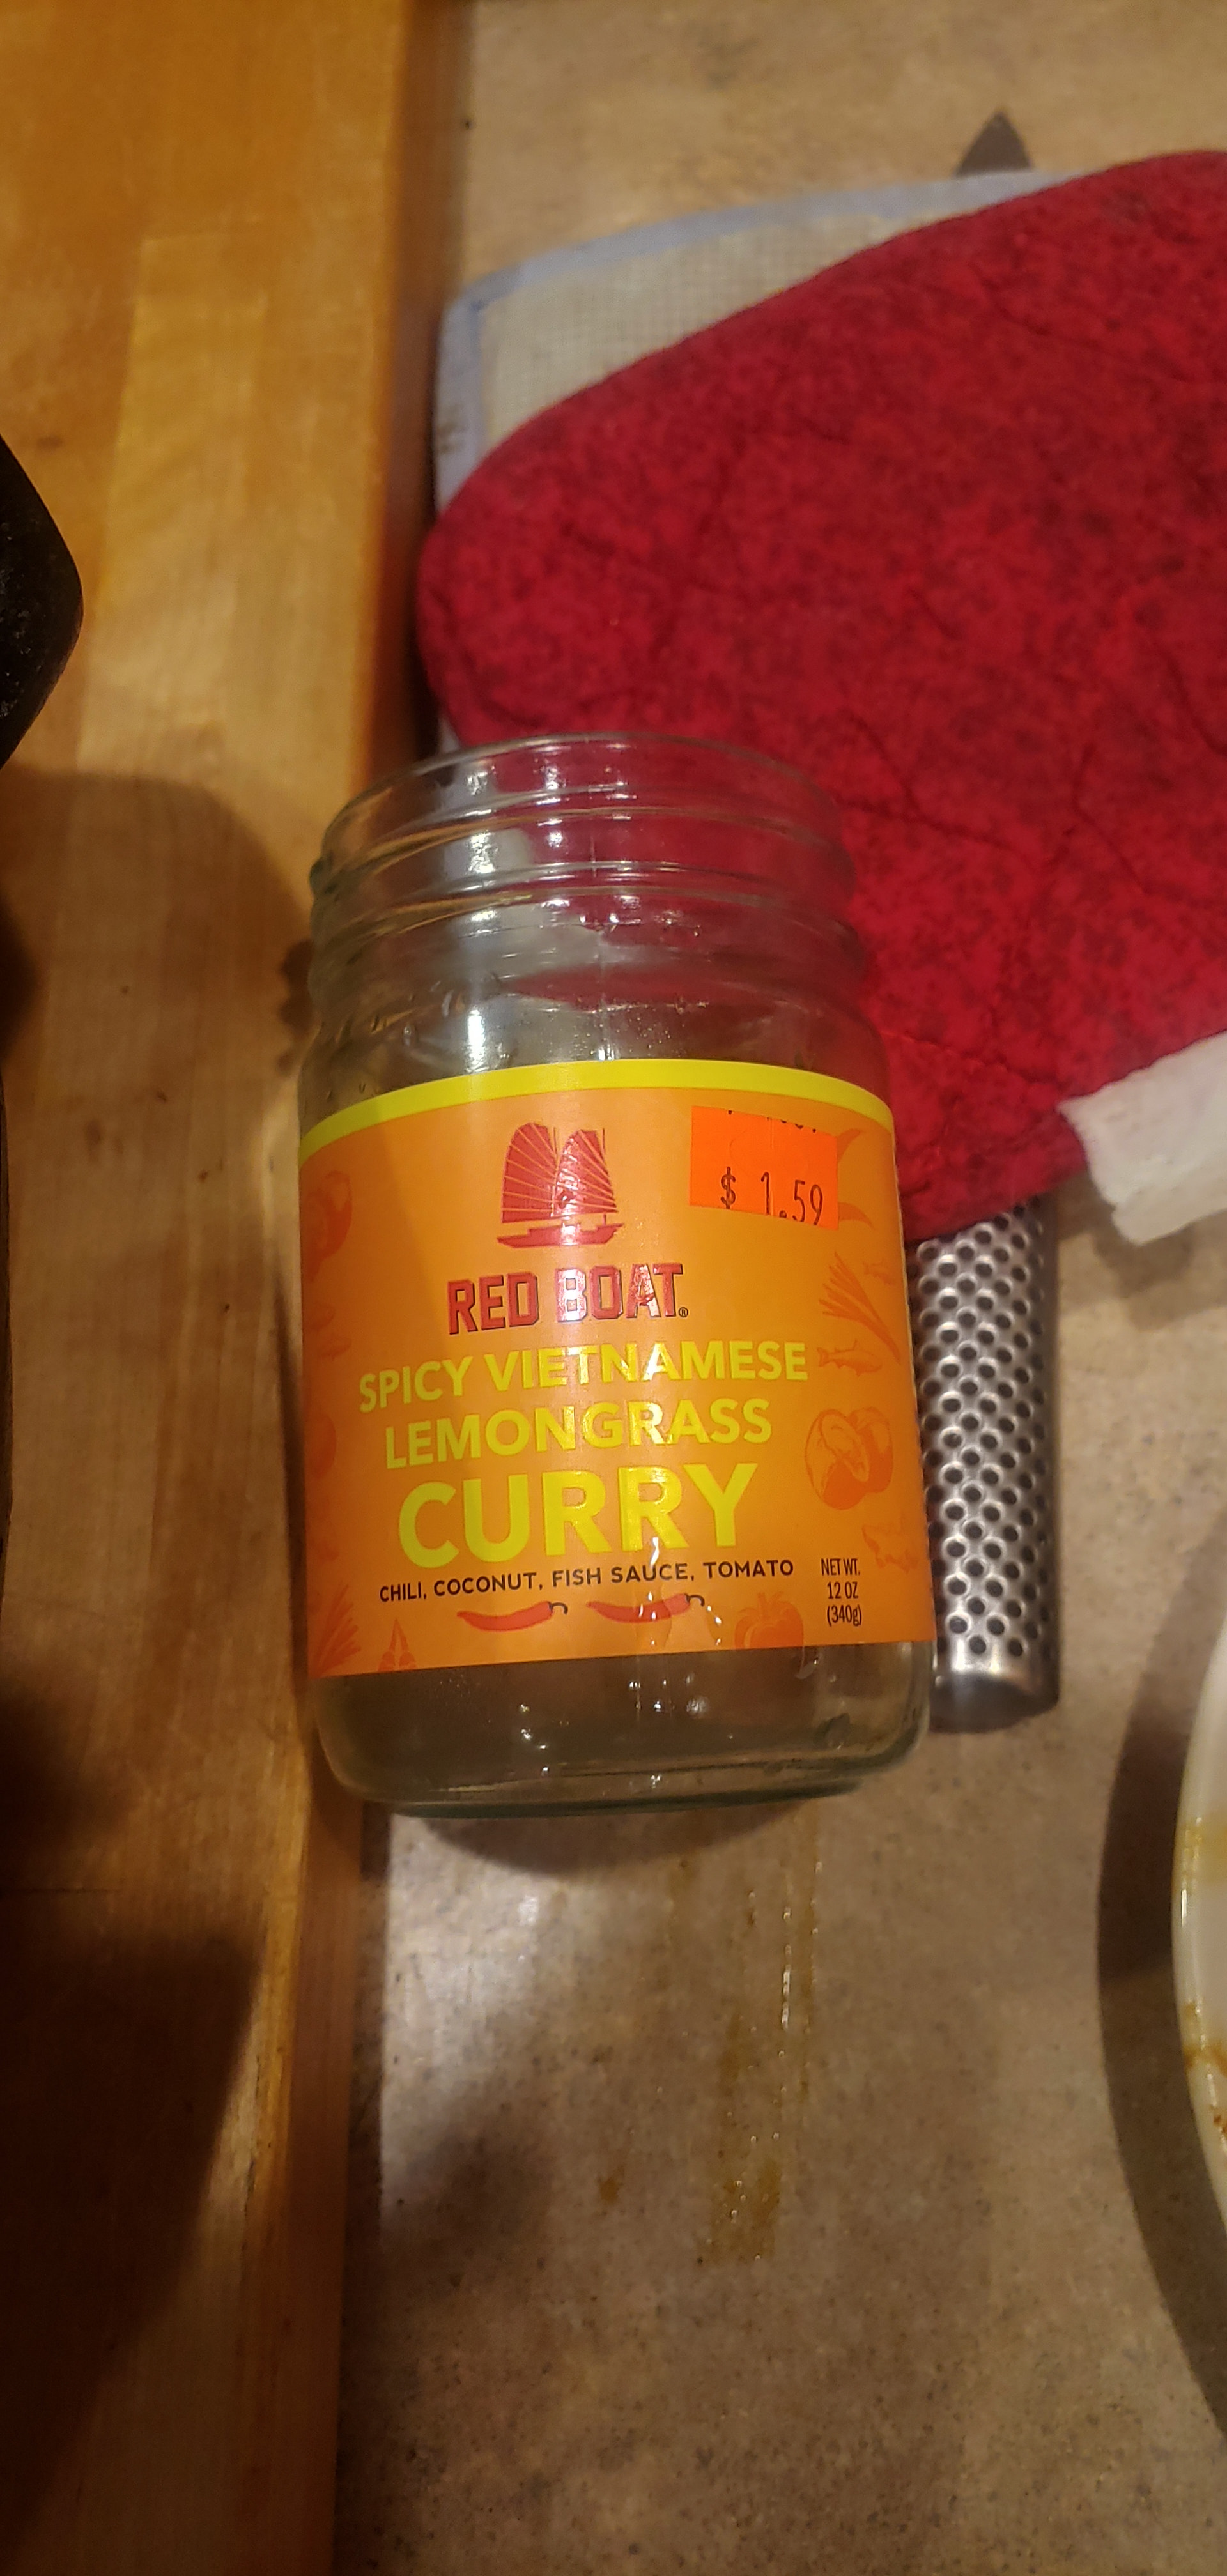 $ 1.59
RED BOAT®
SPICY VIETNAMESE
LEMONGRASS
CURRY
CHILI, COCONUT, FISH SAUCE, TOMATO
NET WT.
12 OZ
(340g)